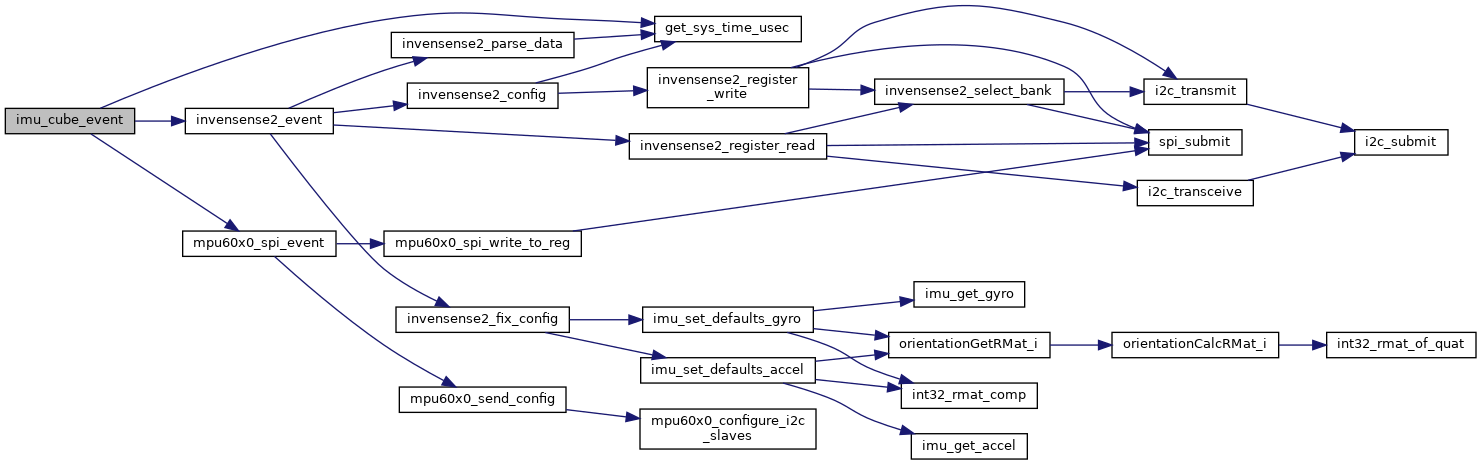 imu_cube_event
invensense2_event
mpu60x0_spi_event
invensense2_parse_data
invensense2_config
mpu60x0_spi_write_to_reg
invensense2_fix_config
mpu60x0_send_config
get_sys_time_usec
invensense2_register
_write
invensense2_register_read
imu_set_defaults_gyro
imu_set_defaults_accel
mpu60x0_configure_i2c
_slaves
invensense2_select_bank
imu_get_gyro
orientationGetRMat_i
int32_rmat_comp
imu_get_accel
i2c_transmit
spi_submit
i2c_transceive
orientationCalcRMat_i
i2c_submit
int32_rmat_of_quat